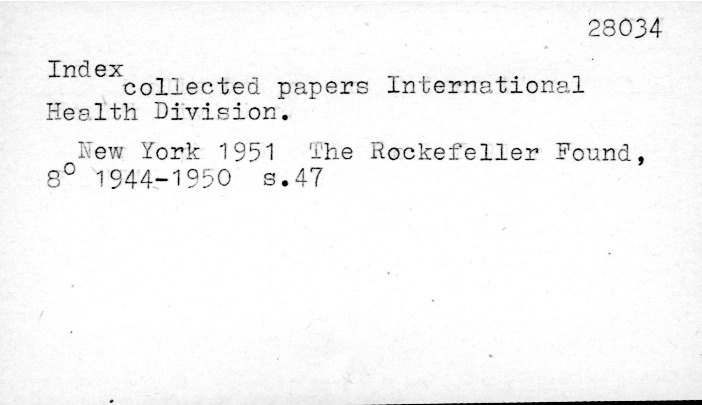 28034
Index
collected papers International
Health Division.
New York 1951 The Rockefeller Found,
8° 1944-1950 s.47